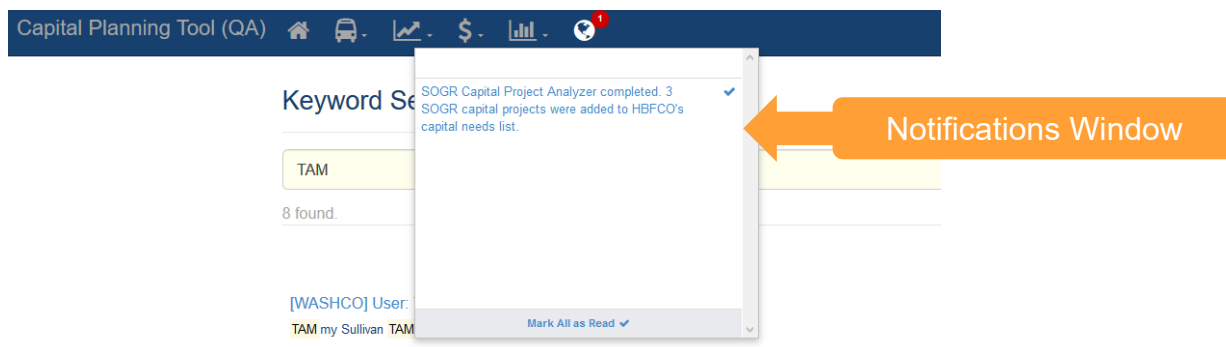 Capital Planning Tool (QA)
1
Keyword Se
SOGR Capital Project Analyzer completed. 3
SOGR capital projects were added to HBFCO's
capital needs list.
Notifications Window
TAM
8 found.
[WASHCO] User:
TAM my Sullivan TAM
Mark All as Read